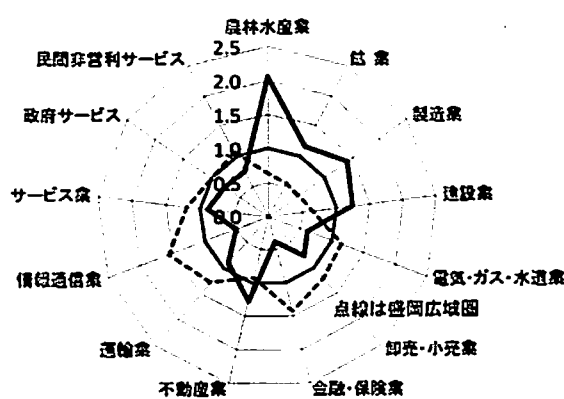 農林水産業
鉱業
製造業
建設業
電気・ガス・水道業
点線は盛岡広域圏
卸売・小売業
金融・保険業
不動産業
運輸業
情報通信業
サービス業
政府サービス
民間非営利サービス
2.5
2.0
1.5
1.0
0.5
0.0